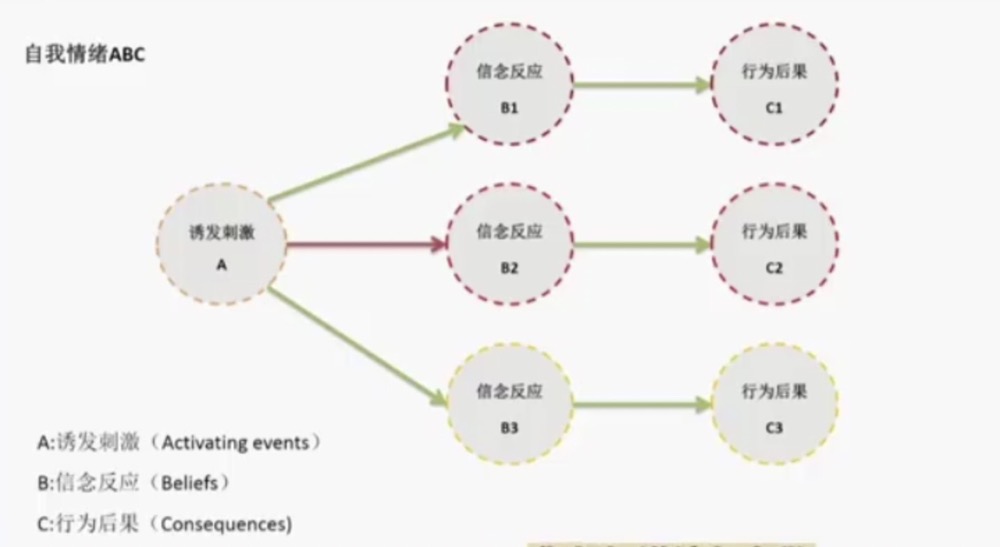 自我情绪ABC
信念反应
B1
行为后果
C1
诱发刺激
A
信念反应
B2
行为后果
C2
信念反应
B3
行为后果
C3
A:诱发刺激（Activating events）
B:信念反应（Beliefs）
C:行为后果（Consequences)